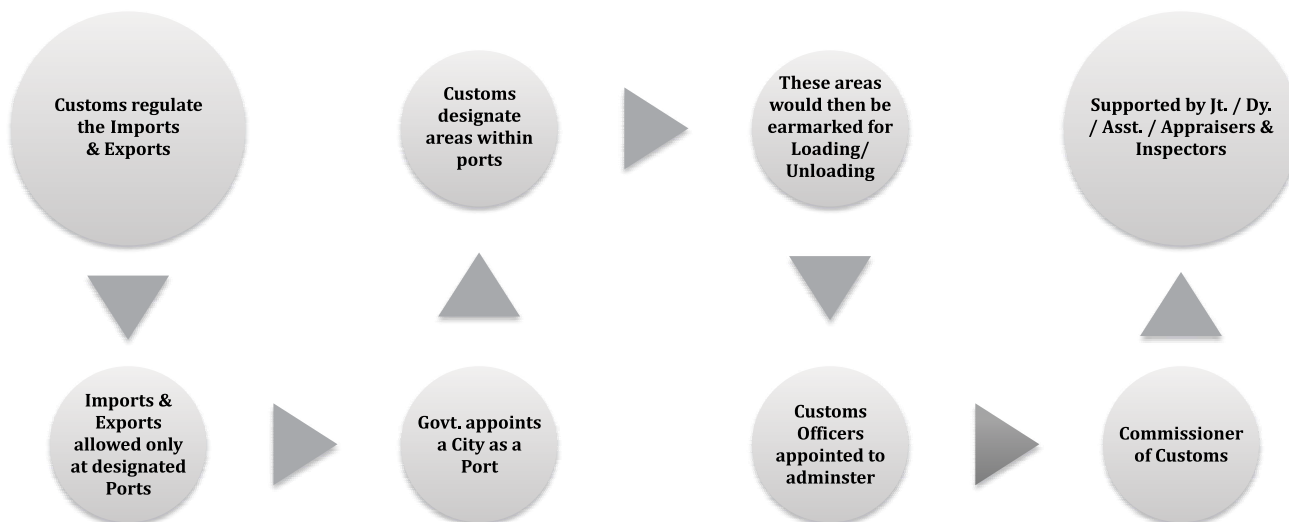 Customs regulate
the Imports
& Exports
Imports &
Exports
allowed only
at designated
Ports
Govt. appoints
a City as a
Port
Customs
designate
areas within
ports
These areas
would then be
earmarked for
Loading/
Unloading
Customs
Officers
appointed to
adminster
Commissioner
of Customs
Supported by Jt. / Dy.
/ Asst. / Appraisers &
Inspectors